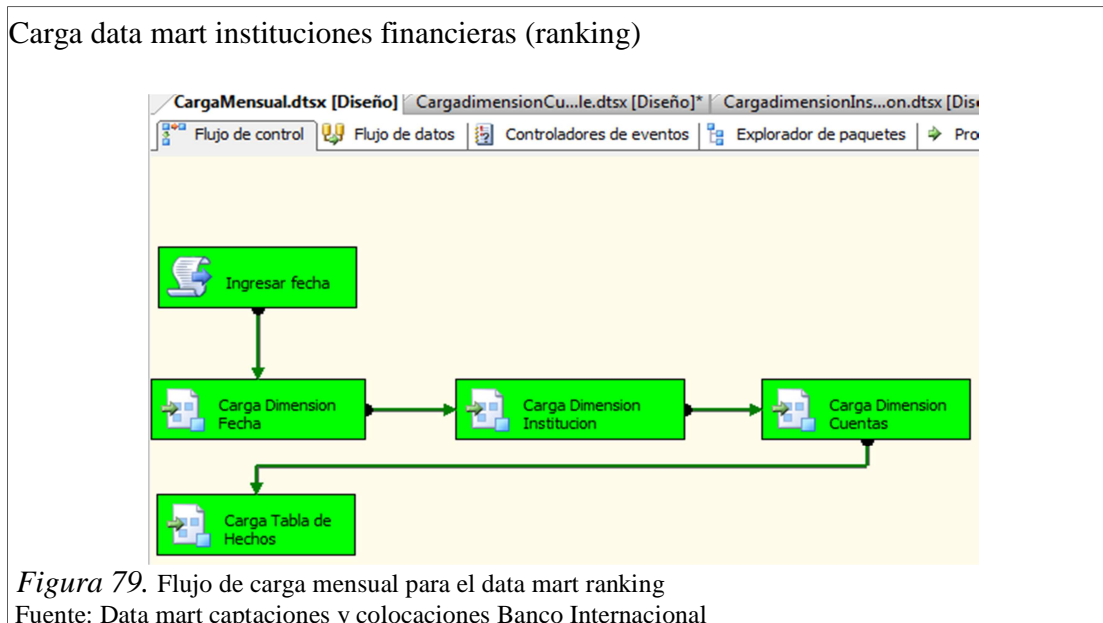 Carga data mart instituciones financieras (ranking)
CargaMensual.dtsx [Diseño] CargadimensionCu...le.dtsx [Diseño]* CargadimensionIns...on.dtsx [Dise
Flujo de control Flujo de datos Controladores de eventos Explorador de paquetes Pro
Ingresar fecha
Carga Dimension
Fecha
Carga Dimension
Institucion
Carga Dimension
Cuentas
Carga Tabla de
Hechos
Figura 79. Flujo de carga mensual para el data mart ranking
Fuente: Data mart captaciones y colocaciones Banco Internacional